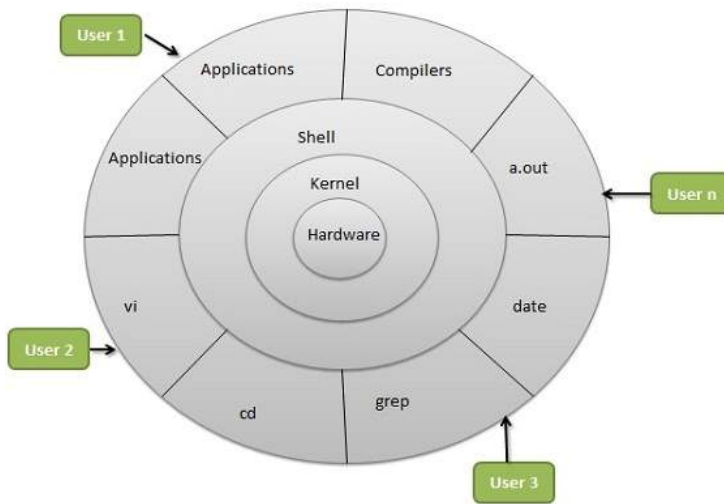 User 1
Applications
Compilers
Shell
Applications
a.out
Kernel
User n
Hardware
vi
date
User 2
cd
grep
User 3